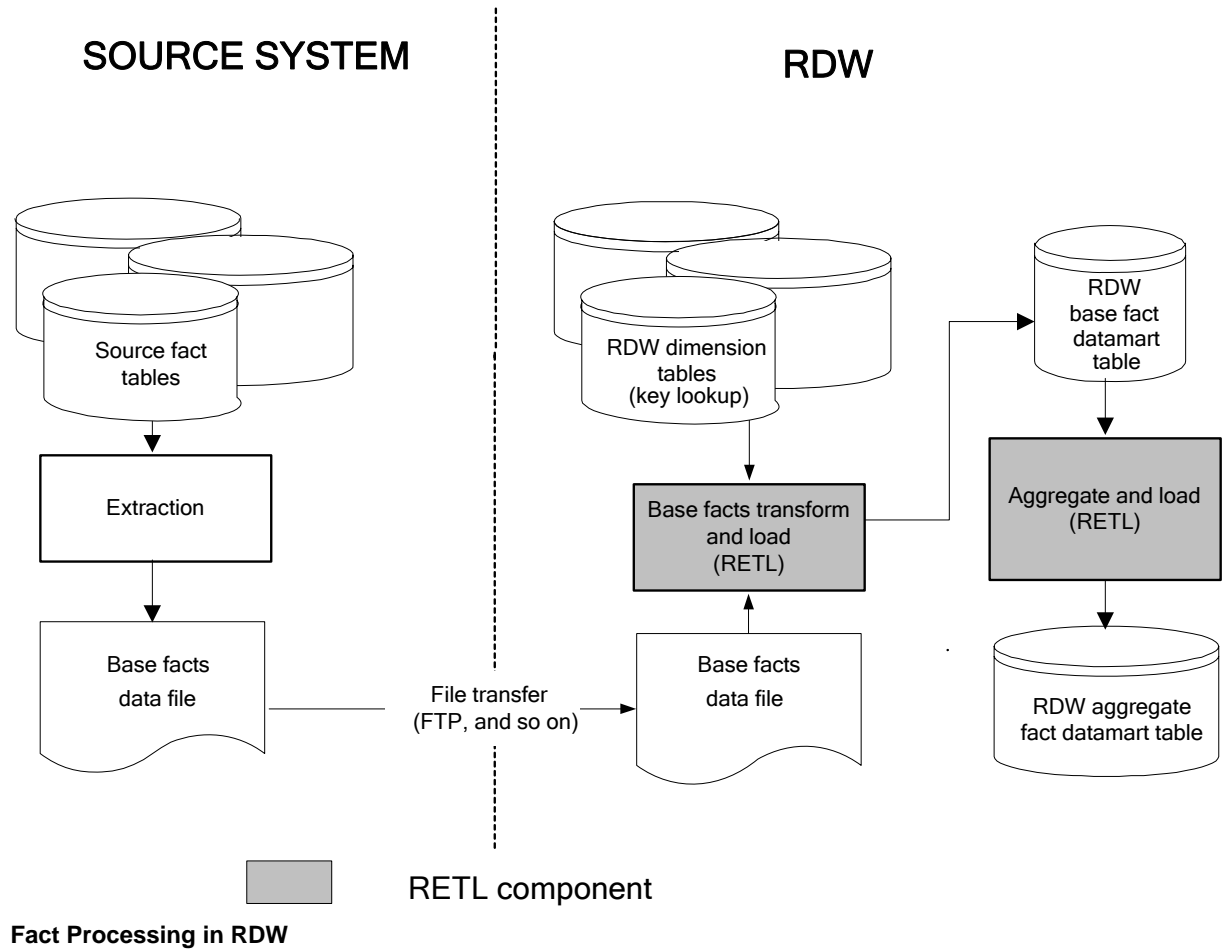 SOURCE SYSTEM
RDW
Source fact
tables
Extraction
Base facts
data file
File transfer
(FTP, and so on)
RDW dimension
tables
(key lookup)
Base facts transform
and load
(RETL)
Base facts
data file
RDW
base fact
datamart
table
Aggregate and load
(RETL)
RDW aggregate
fact datamart table
RETL component
Fact Processing in RDW